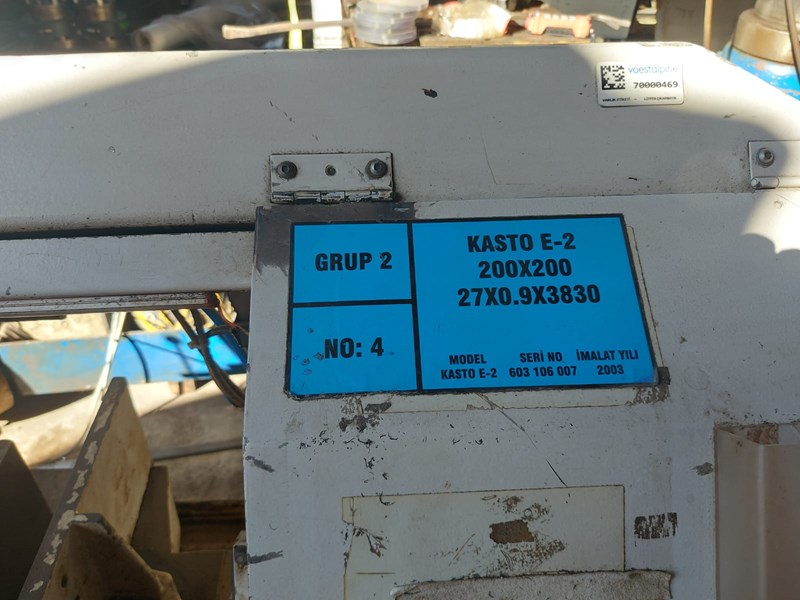 voestalpine
70000469
GRUP 2
NO: 4
KASTO E-2
200X200
27X0.9X3830
MODEL SERİ NO İMALAT YILI
KASTO E-2 603 106 007 2003